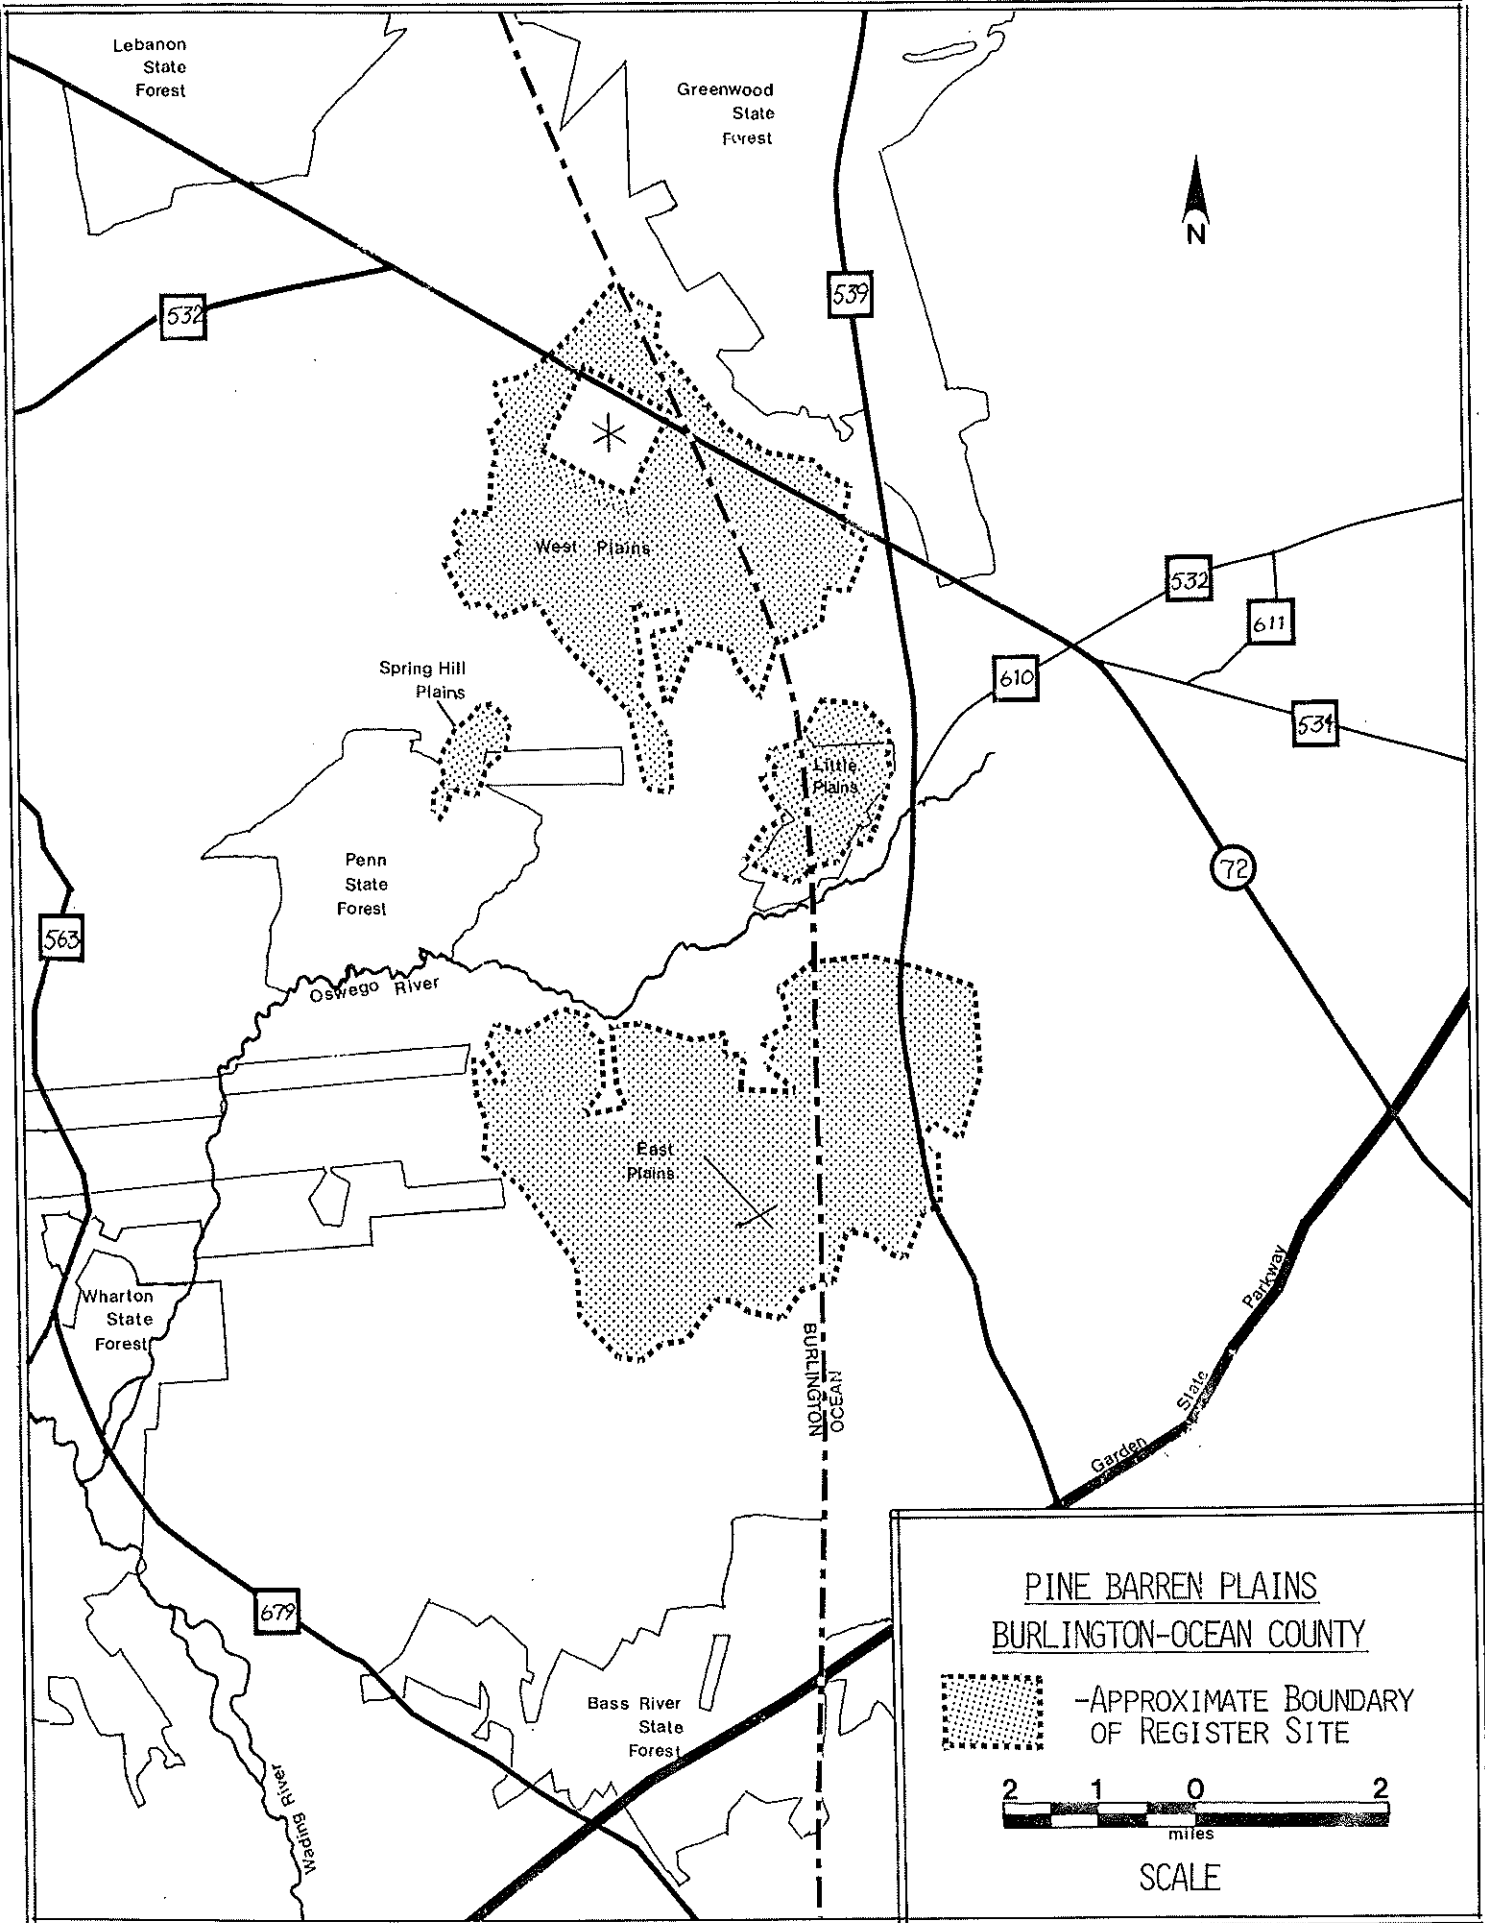 Lebanon
State
Forest
Greenwood
State
Forest
N
539
532
West Plains
532
611
610
534
Spring Hill
Plains
Little
Plains
72
Penn
State
Forest
563
Oswego River
East
Plains
Wharton
State
Forest
BURLINGTON
OCEAN
Garden State Parkway
679
Bass River
State
Forest
Wading River
PINE BARREN PLAINS
BURLINGTON-OCEAN COUNTY
-APPROXIMATE BOUNDARY
OF REGISTER SITE
2 1 0 2
miles
SCALE